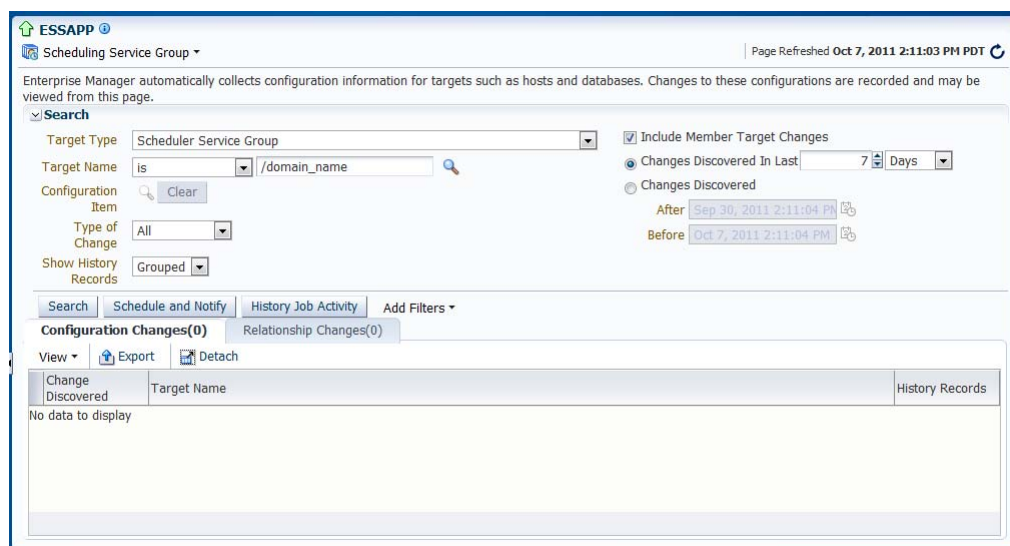 ESSAPP
Scheduling Service Group
Page Refreshed Oct 7, 2011 2:11:03 PM PDT
Enterprise Manager automatically collects configuration information for targets such as hosts and databases. Changes to these configurations are recorded and may be
viewed from this page.
Search
Target Type Scheduler Service Group
Target Name is /domain_name
Configuration
Item
Clear
Type of
Change
All
Show History
Records
Grouped
Include Member Target Changes
Changes Discovered In Last 7 Days
Changes Discovered
After Sep 30, 2011 2:11:04 PM
Before Oct 7, 2011 2:11:04 PM
Search Schedule and Notify History Job Activity Add Filters
Configuration Changes(0) Relationship Changes(0)
View Export Detach
Change
Discovered
Target Name
History Records
No data to display